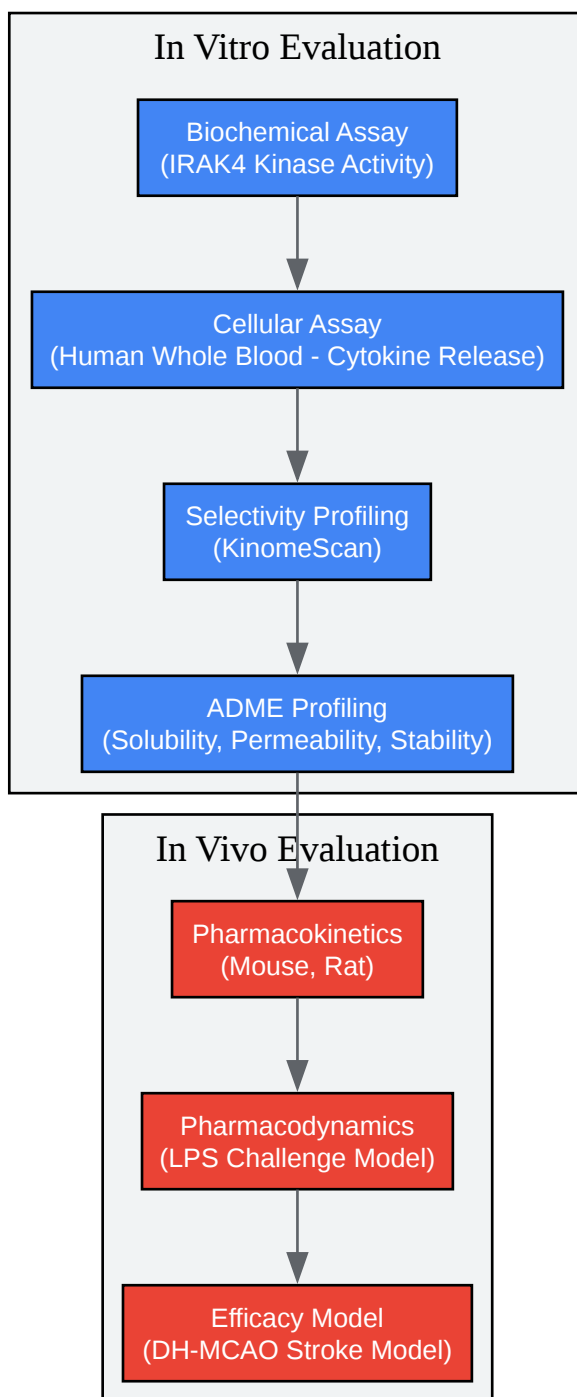 In Vitro Evaluation
Biochemical Assay
(IRAK4 Kinase Activity)
Cellular Assay
(Human Whole Blood - Cytokine Release)
Selectivity Profiling
(KinomeScan)
ADME Profiling
(Solubility, Permeability, Stability)
In Vivo Evaluation
Pharmacokinetics
(Mouse, Rat)
Pharmacodynamics
(LPS Challenge Model)
Efficacy Model
(DH-MCAO Stroke Model)